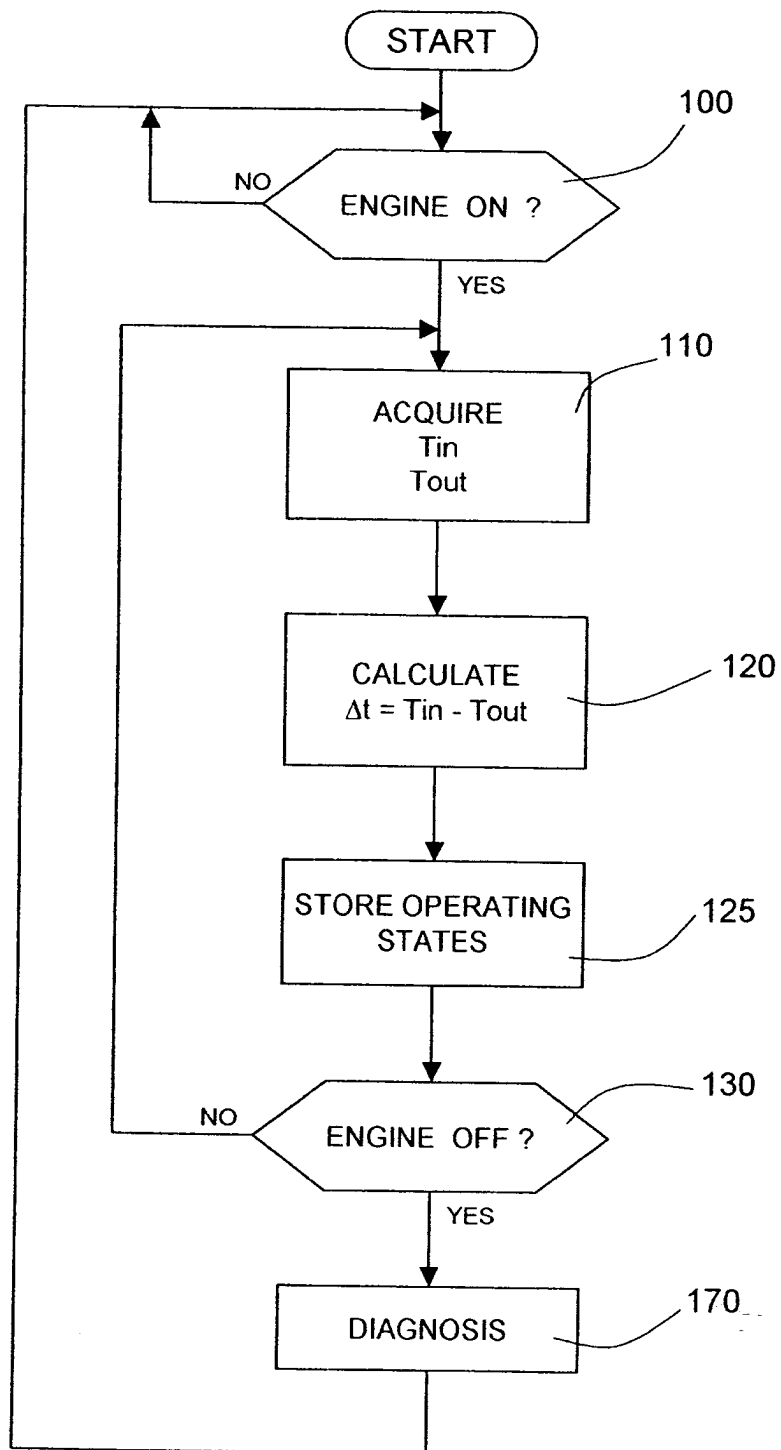 START
100
NO
ENGINE ON ?
YES
110
ACQUIRE
Tin
Tout
120
CALCULATE
Δt = Tin - Tout
STORE OPERATING
STATES
125
130
NO
ENGINE OFF ?
YES
170
DIAGNOSIS